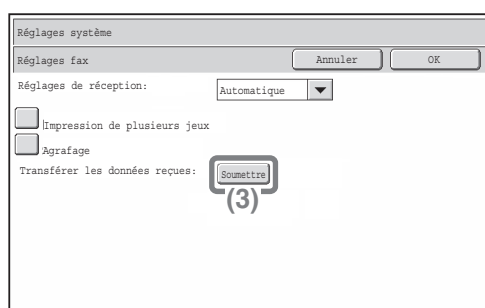 Réglages système
Réglages fax Annuler OK
Réglages de réception: Automatique
Impression de plusieurs jeux
Agrafage
Transférer les données reçues: Soumettre
(3)